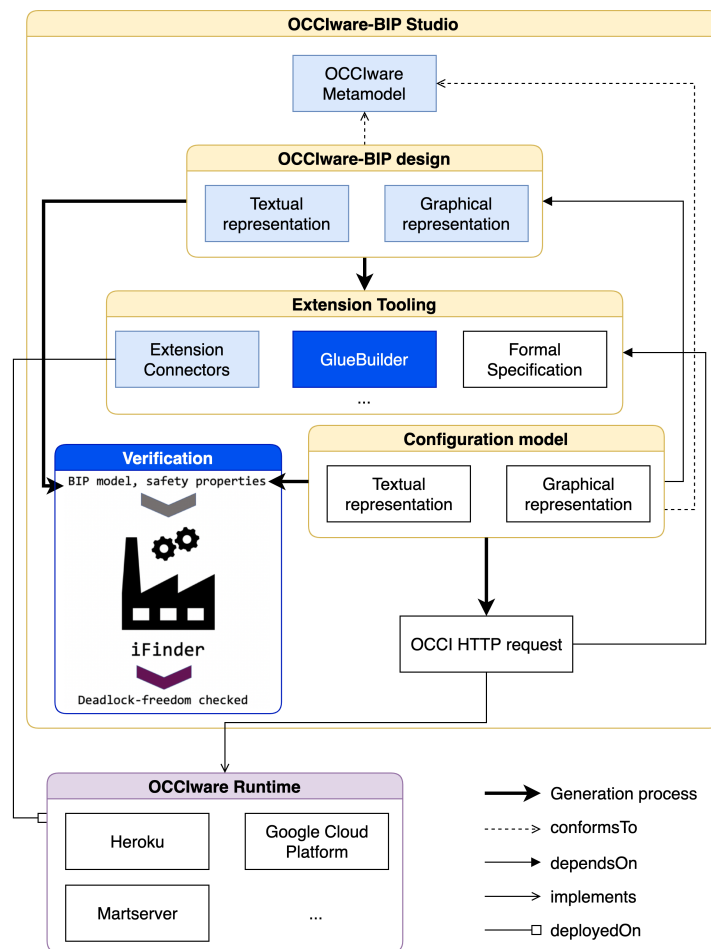 OCCIware-BIP Studio
OCCIware
Metamodel
OCCIware-BIP design
Textual
representation
Graphical
representation
Extension Tooling
Extension
Connectors
GlueBuilder
Formal
Specification
...
Configuration model
Textual
representation
Graphical
representation
Verification
BIP model, safety properties
iFinder
Deadlock-freedom checked
OCCI HTTP request
OCCIware Runtime
Heroku
Google Cloud
Platform
Martserver
...
Generation process
conformsTo
dependsOn
implements
deployedOn